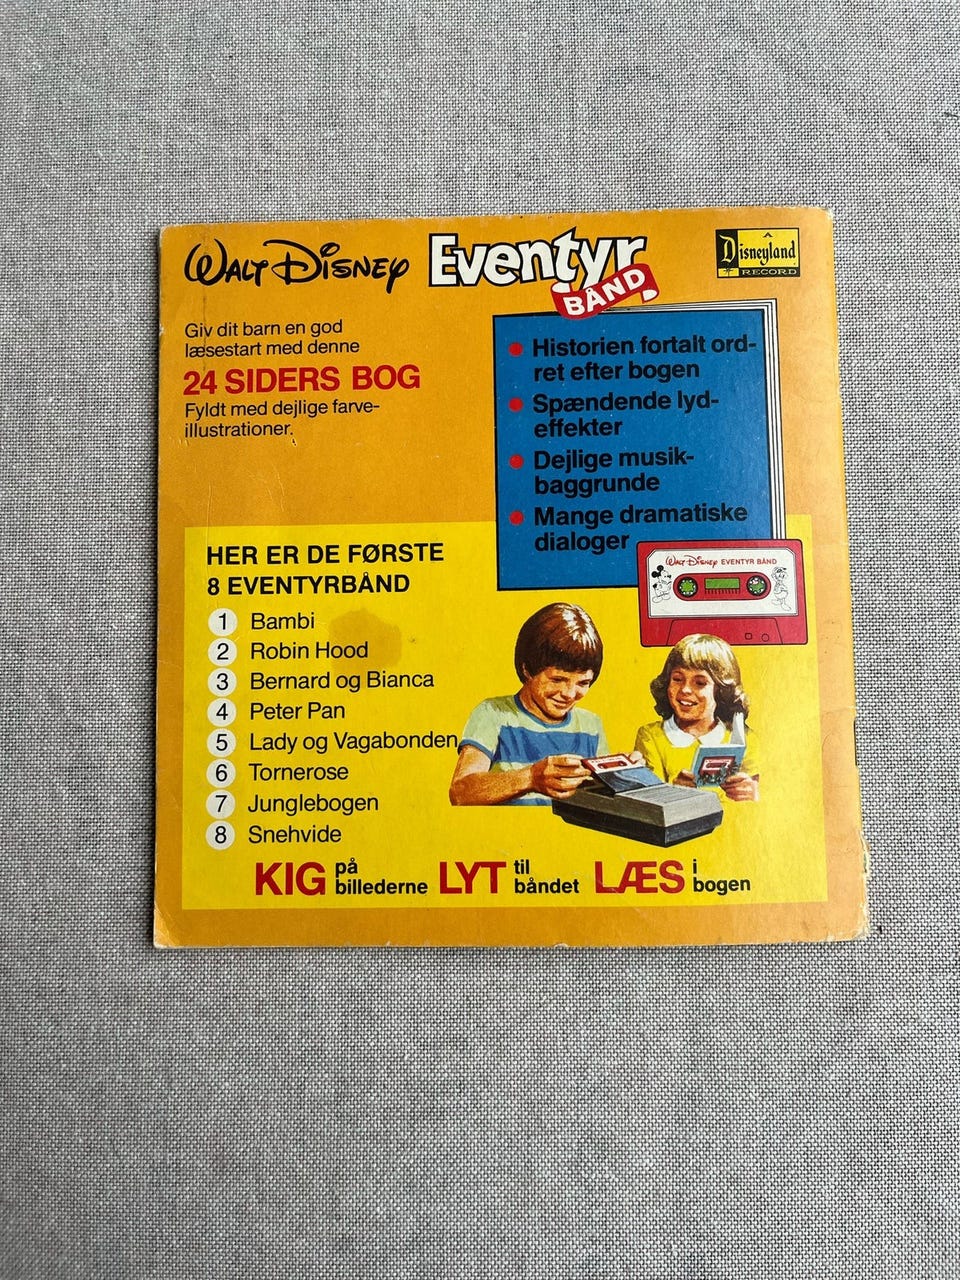 WALT DISNEY Eventyr
BÅND
Disneyland
RECORD
Giv dit barn en god
læsestart med denne
24 SIDERS BOG
Fyldt med dejlige farve-
illustrationer.
Historien fortalt ord-
ret efter bogen
Spændende lyd-
effekter
Dejlige musik-
baggrunde
Mange dramatiske
dialoger
WALT DISNEY EVENTYR BÅND
HER ER DE FØRSTE
8 EVENTYRBÅND
1 Bambi
2 Robin Hood
3 Bernard og Bianca
4 Peter Pan
5 Lady og Vagabonden
6 Tornerose
7 Junglebogen
8 Snehvide
KIG på billederne LYT til båndet LÆS i bogen